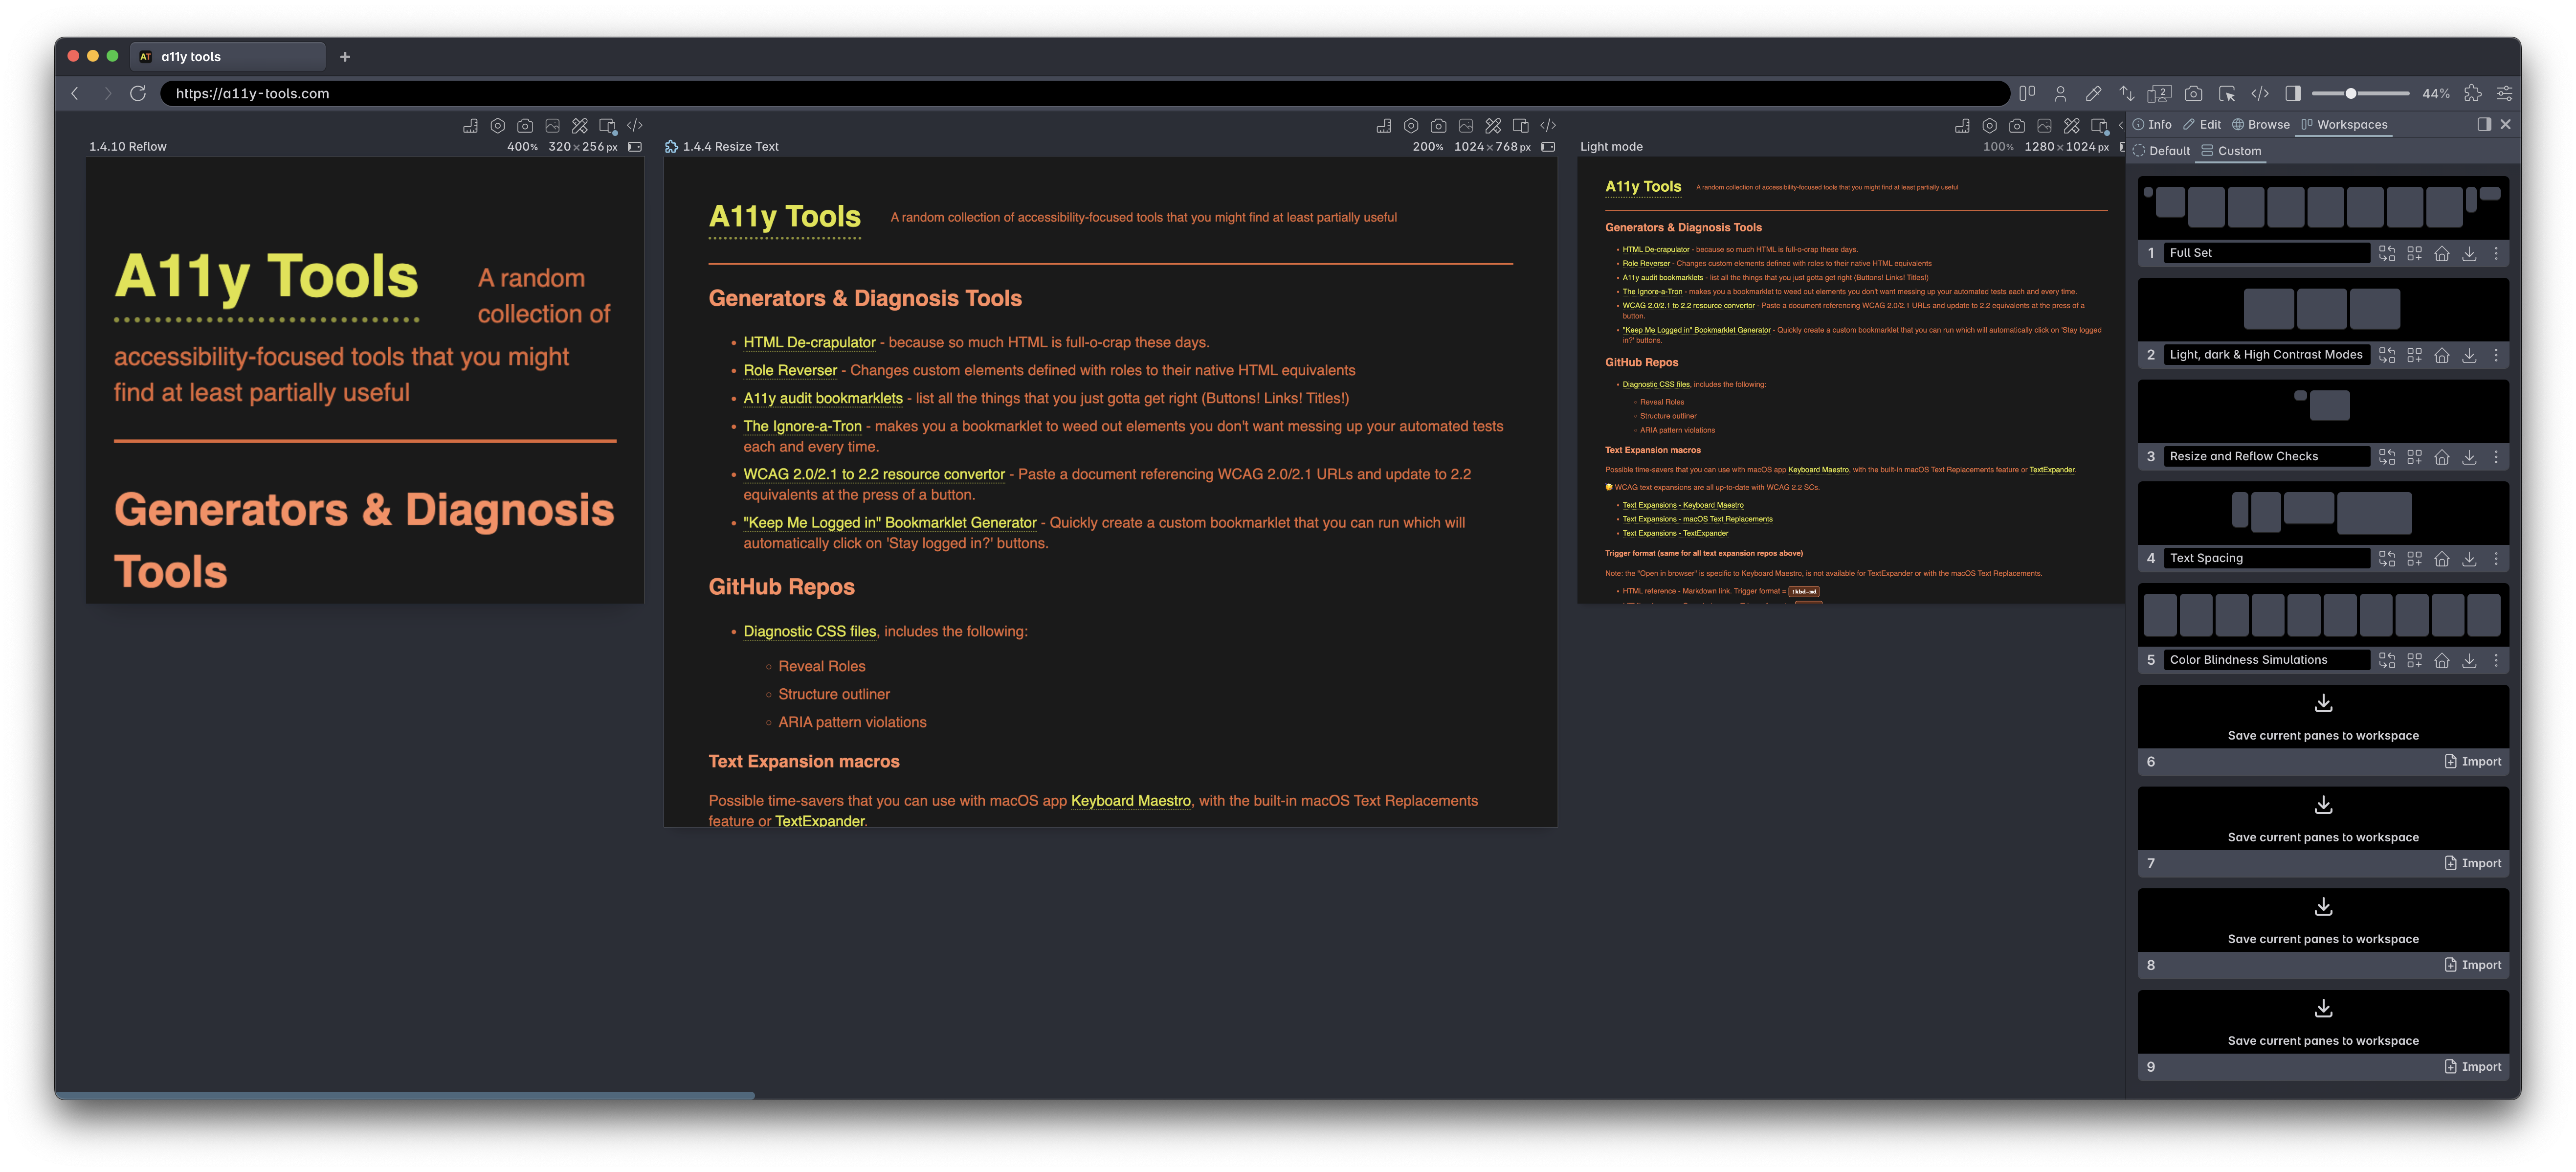 AT a11y tools
https://a11y-tools.com
2
44%
1.4.10 Reflow 400% 320×256 px
A11y Tools A random
collection of
accessibility-focused tools that you might
find at least partially useful
Generators & Diagnosis
Tools
1.4.4 Resize Text 200% 1024×768 px
A11y Tools A random collection of accessibility-focused tools that you might find at least partially useful
Generators & Diagnosis Tools
• HTML De-crapulator - because so much HTML is full-o-crap these days.
• Role Reverser - Changes custom elements defined with roles to their native HTML equivalents
• A11y audit bookmarklets - list all the things that you just gotta get right (Buttons! Links! Titles!)
• The Ignore-a-Tron - makes you a bookmarklet to weed out elements you don't want messing up your automated tests
each and every time.
• WCAG 2.0/2.1 to 2.2 resource convertor - Paste a document referencing WCAG 2.0/2.1 URLs and update to 2.2
equivalents at the press of a button.
• "Keep Me Logged in" Bookmarklet Generator - Quickly create a custom bookmarklet that you can run which will
automatically click on 'Stay logged in?' buttons.
GitHub Repos
• Diagnostic CSS files, includes the following:
◦ Reveal Roles
◦ Structure outliner
◦ ARIA pattern violations
Text Expansion macros
Possible time-savers that you can use with macOS app Keyboard Maestro, with the built-in macOS Text Replacements
feature or TextExpander.
Light mode 100% 1280×1024 px
A11y Tools A random collection of accessibility-focused tools that you might find at least partially useful
Generators & Diagnosis Tools
• HTML De-crapulator - because so much HTML is full-o-crap these days.
• Role Reverser - Changes custom elements defined with roles to their native HTML equivalents
• A11y audit bookmarklets - list all the things that you just gotta get right (Buttons! Links! Titles!)
• The Ignore-a-Tron - makes you a bookmarklet to weed out elements you don't want messing up your automated tests each and every time.
• WCAG 2.0/2.1 to 2.2 resource convertor - Paste a document referencing WCAG 2.0/2.1 URLs and update to 2.2 equivalents at the press of a
button.
• "Keep Me Logged in" Bookmarklet Generator - Quickly create a custom bookmarklet that you can run which will automatically click on 'Stay logged
in?' buttons.
GitHub Repos
• Diagnostic CSS files, includes the following:
◦ Reveal Roles
◦ Structure outliner
◦ ARIA pattern violations
Text Expansion macros
Possible time-savers that you can use with macOS app Keyboard Maestro, with the built-in macOS Text Replacements feature or TextExpander.
WCAG text expansions are all up-to-date with WCAG 2.2 SCs.
• Text Expansions - Keyboard Maestro
• Text Expansions - macOS Text Replacements
• Text Expansions - TextExpander
Trigger format (same for all text expansion repos above)
Note: the "Open in browser" is specific to Keyboard Maestro, is not available for TextExpander or with the macOS Text Replacements.
• HTML reference - Markdown link. Trigger format = :kbd-md
Info Edit Browse Workspaces
Default Custom
1 Full Set
2 Light, dark & High Contrast Modes
3 Resize and Reflow Checks
4 Text Spacing
5 Color Blindness Simulations
Save current panes to workspace
6 Import
Save current panes to workspace
7 Import
Save current panes to workspace
8 Import
Save current panes to workspace
9 Import